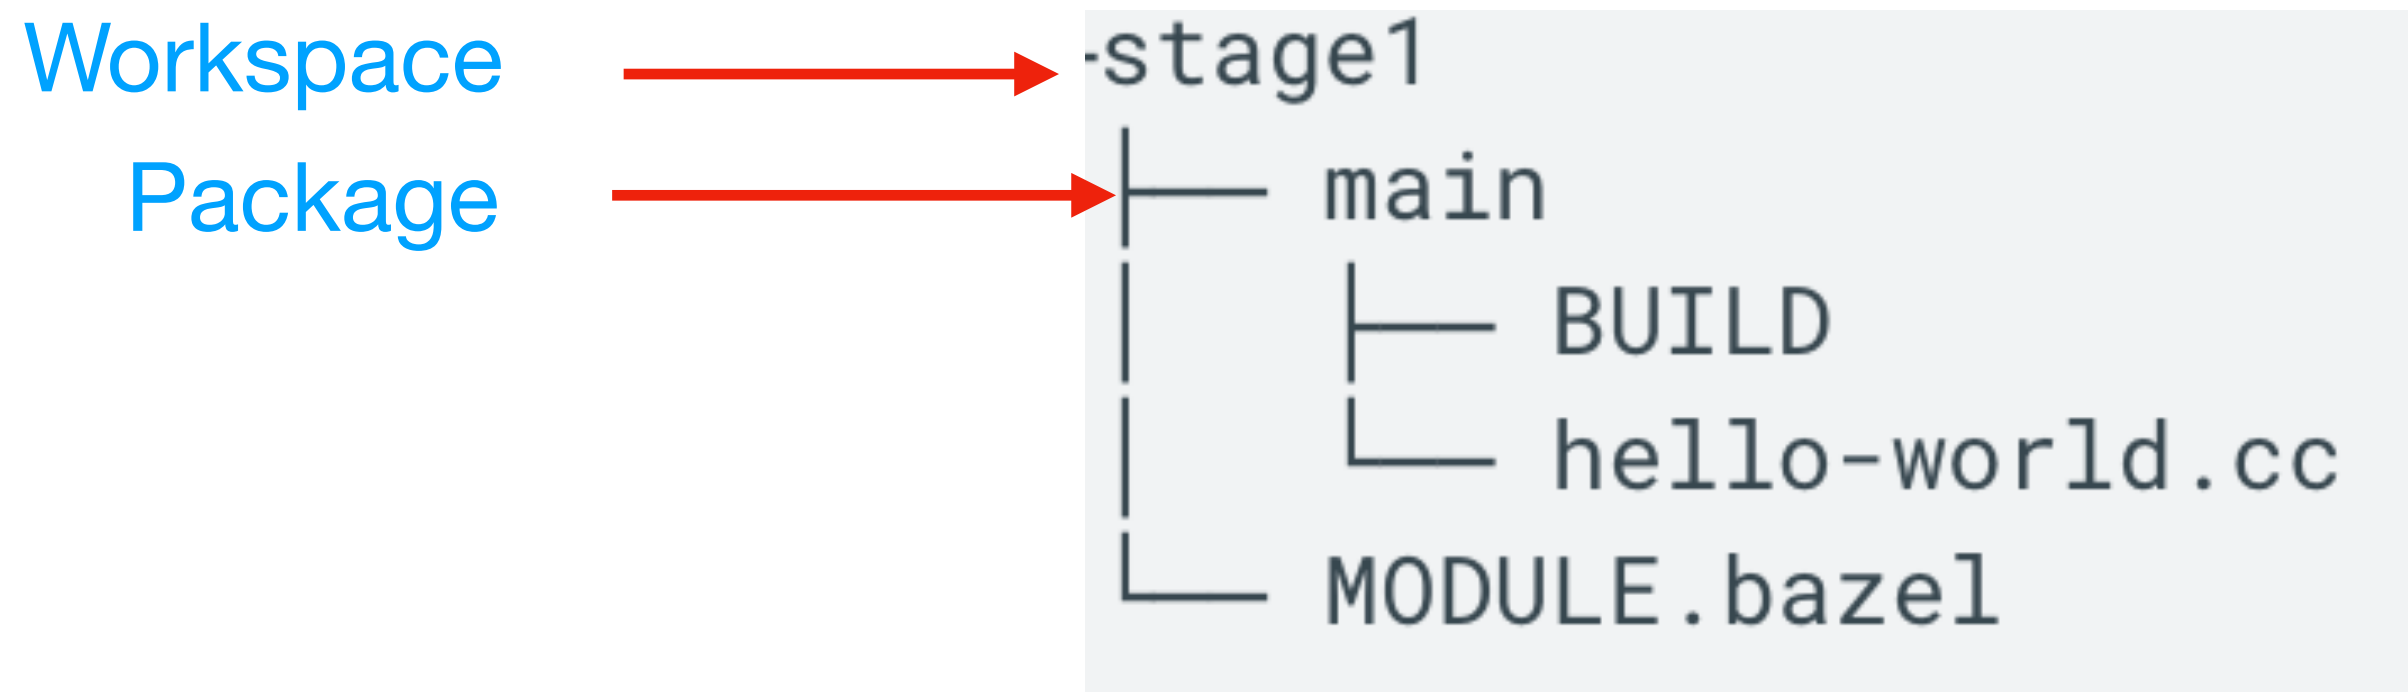 Workspace
Package
stage1
main
BUILD
hello-world.cc
MODULE.bazel